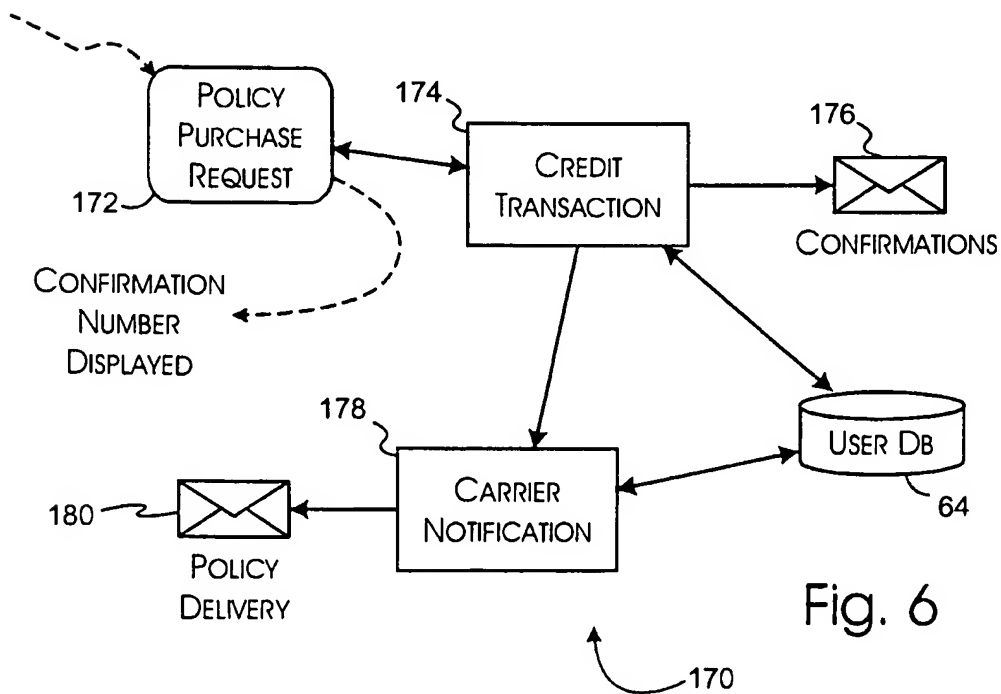 POLICY
PURCHASE
REQUEST
172
174
CREDIT
TRANSACTION
176
CONFIRMATIONS
CONFIRMATION
NUMBER
DISPLAYED
178
CARRIER
NOTIFICATION
USER DB
64
180
POLICY
DELIVERY
Fig. 6
170